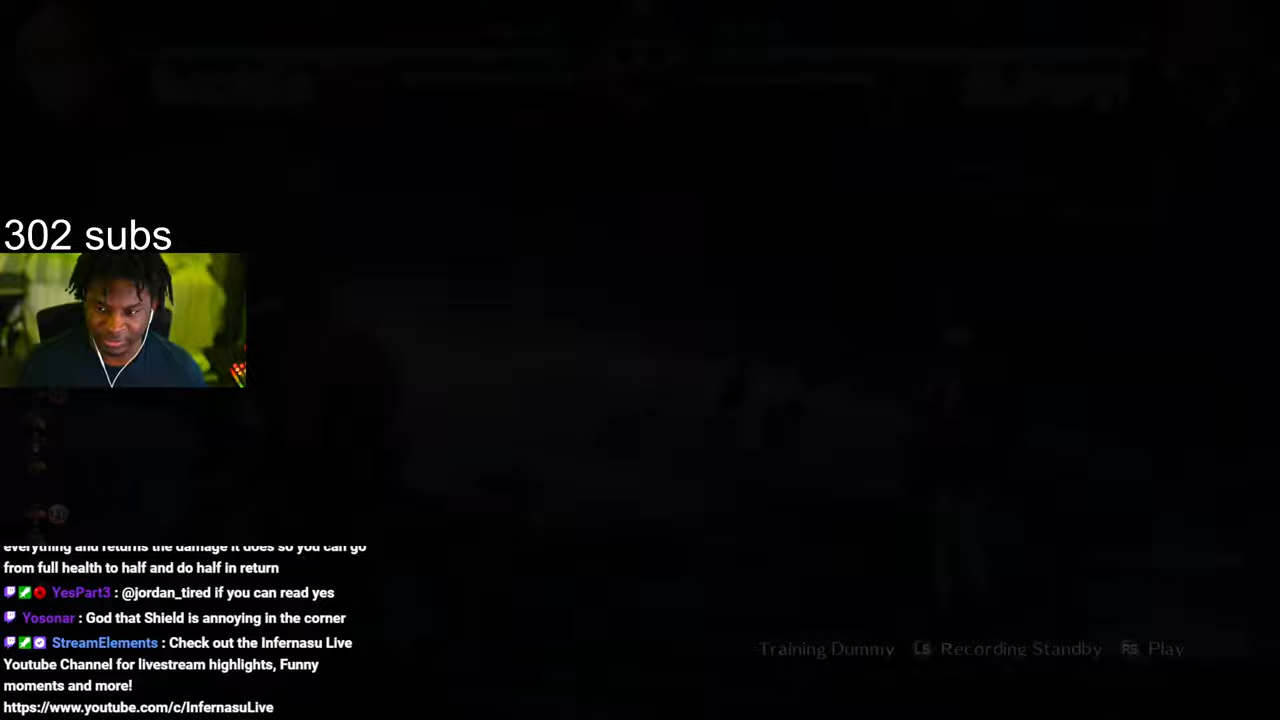 302 subs
everything and returns the damage it does so you can go
from full health to half and do half in return
YesPart3 : @jordan_tired if you can read yes
Yosonar : God that Shield is annoying in the corner
StreamElements : Check out the Infernasu Live
Youtube Channel for livestream highlights, Funny
moments and more!
https://www.youtube.com/c/InfernasuLive
Training Dummy LS Recording Standby RS Play